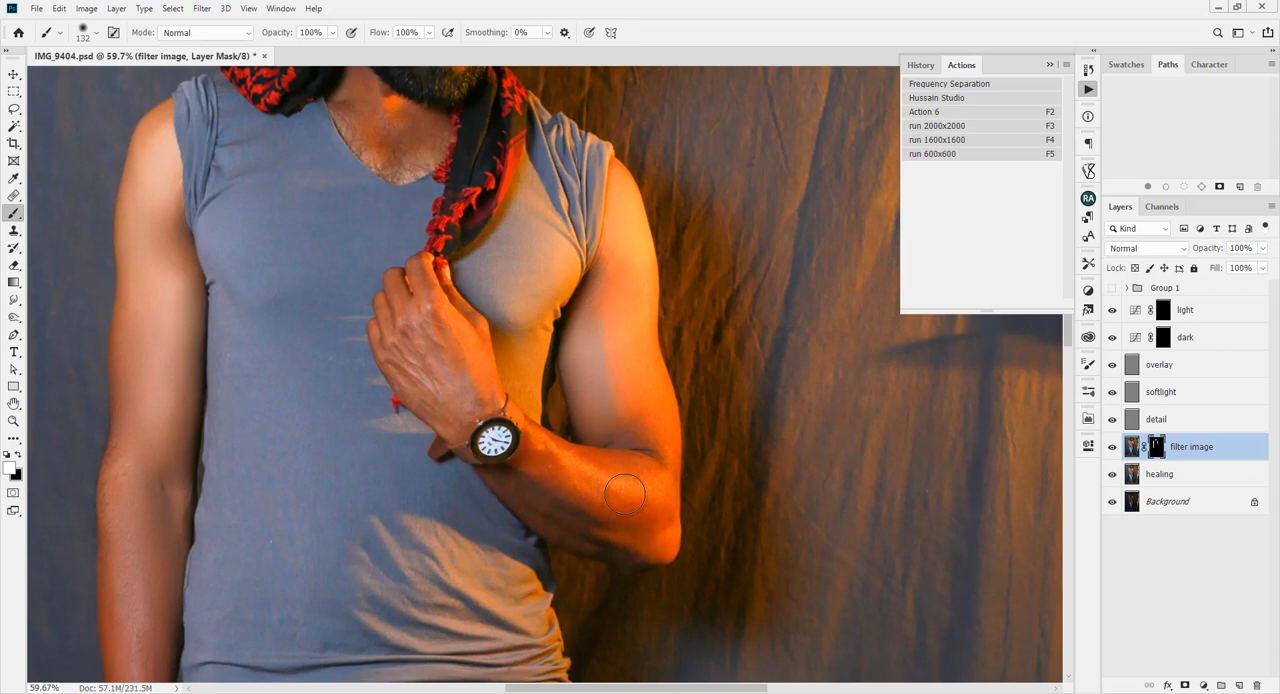 File Edit Image Layer Type Select Filter 3D View Window Help
132 Mode: Normal Opacity: 100% Flow: 100% Smoothing: 0%
IMG_9404.psd @ 59.7% (filter image, Layer Mask/8) * ×
History Actions
Frequency Separation
Hussain Studio
Action 6 F2
run 2000x2000 F3
run 1600x1600 F4
run 600x600 F5
Swatches Paths Character
Layers Channels
Kind
Normal Opacity: 100%
Lock: Fill: 100%
Group 1
light
dark
overlay
softlight
detail
filter image
healing
Background
59.67% Doc: 57.1M/231.5M